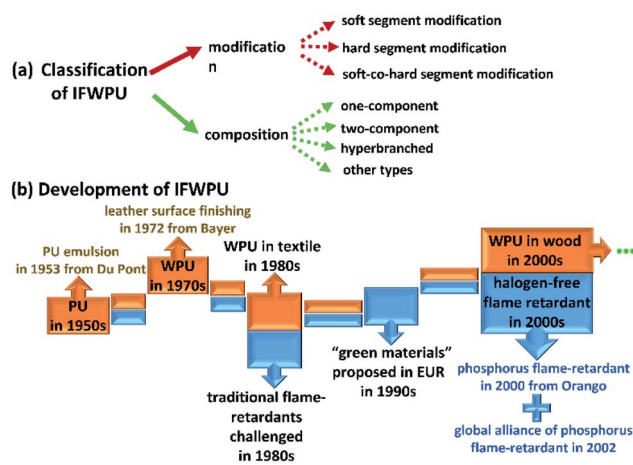 (a) Classification
of IFWPU
modificatio
n
soft segment modification
hard segment modification
soft-co-hard segment modification
composition
one-component
two-component
hyperbranched
other types
(b) Development of IFWPU
PU emulsion
in 1953 from Du Pont
PU
in 1950s
leather surface finishing
in 1972 from Bayer
WPU
in 1970s
WPU in textile
in 1980s
traditional flame-
retardants
challenged
in 1980s
"green materials"
proposed in EUR
in 1990s
WPU in wood
in 2000s
halogen-free
flame retardant
in 2000s
phosphorus flame-retardant
in 2000 from Orango
global alliance of phosphorus
flame-retardant in 2002